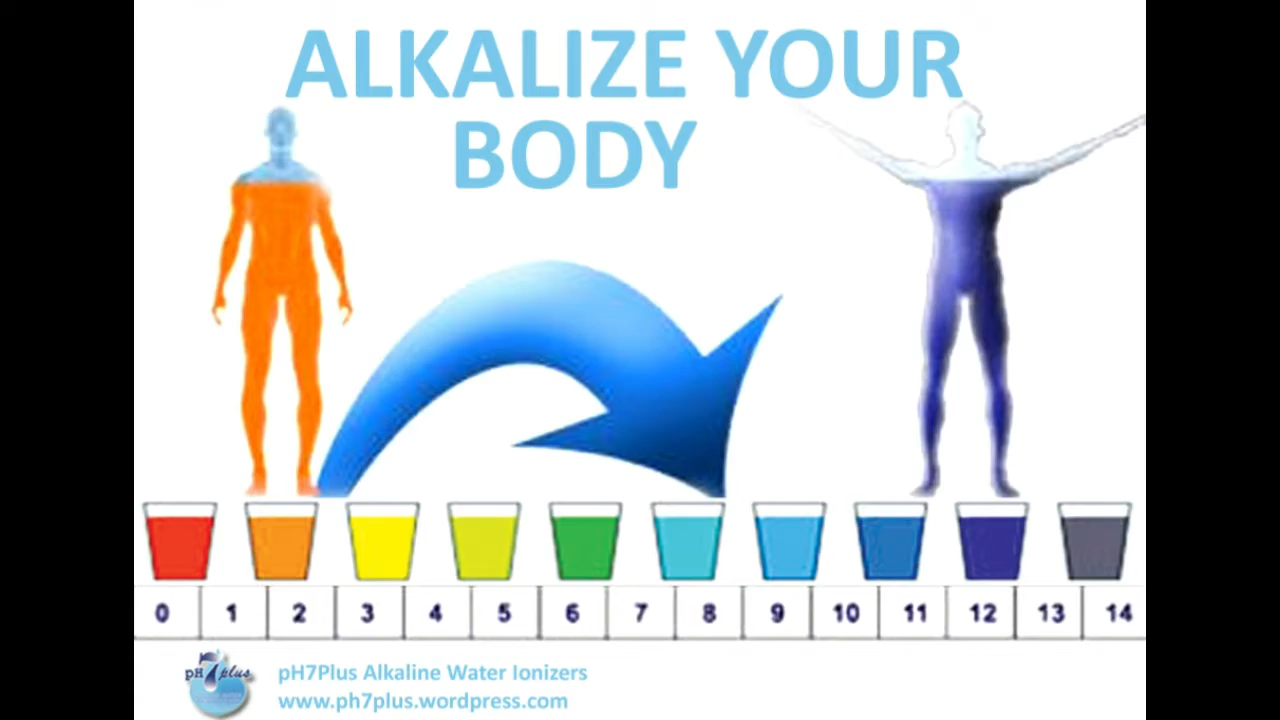 ALKALIZE YOUR
BODY
0 1 2 3 4 5 6 7 8 9 10 11 12 13 14
pH7plus
pH7Plus Alkaline Water Ionizers
www.ph7plus.wordpress.com